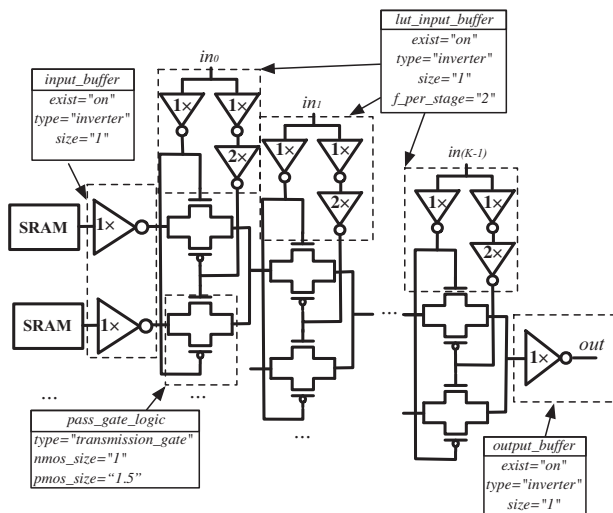 lut_input_buffer
exist="on"
type="inverter"
size="1"
f_per_stage="2"
input_buffer
exist="on"
type="inverter"
size="1"
in0
1× 1×
2×
in1
1× 1×
2×
in(K-1)
1× 1×
2×
SRAM 1×
SRAM 1×
...
...
...
...
1× out
pass_gate_logic
type="transmission_gate"
nmos_size="1"
pmos_size=“1.5”
output_buffer
exist="on"
type="inverter"
size="1"